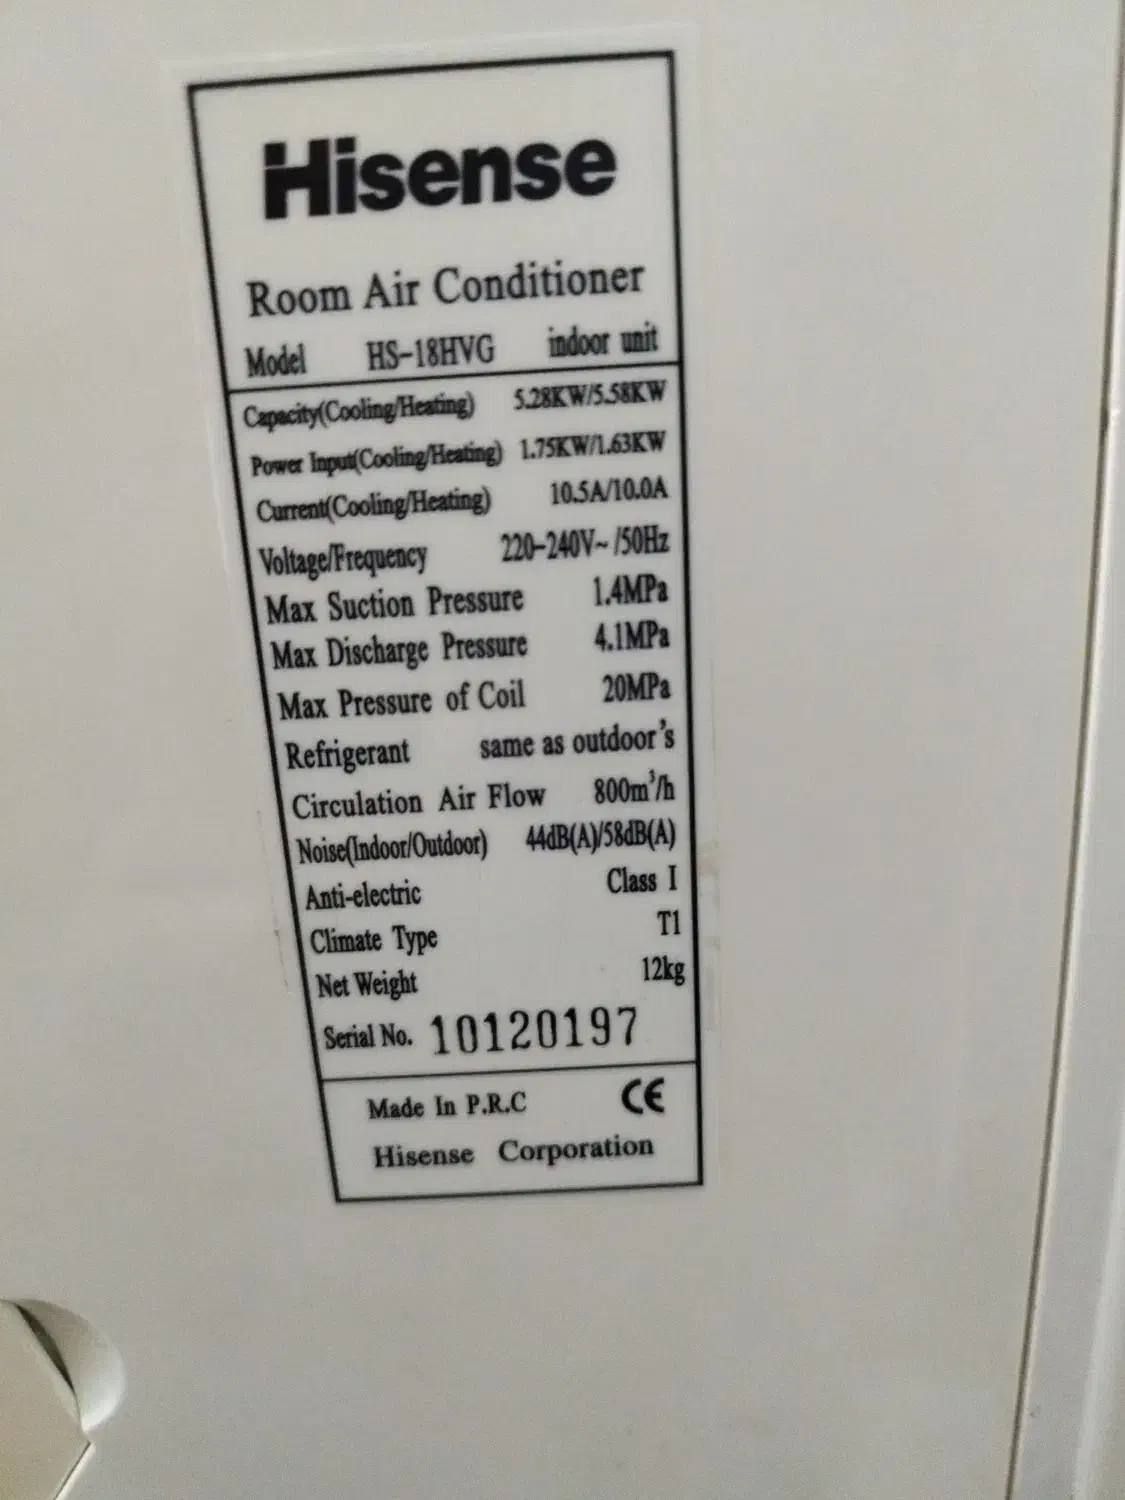 Hisense
Room Air Conditioner
Model HS-18HVG indoor unit
Capacity(Cooling/Heating) 5.28KW/5.58KW
Power Input(Cooling/Heating) 1.75KW/1.63KW
Current(Cooling/Heating) 10.5A/10.0A
Voltage/Frequency 220-240V~/50Hz
Max Suction Pressure 1.4MPa
Max Discharge Pressure 4.1MPa
Max Pressure of Coil 20MPa
Refrigerant same as outdoor's
Circulation Air Flow 800m³/h
Noise(Indoor/Outdoor) 44dB(A)/58dB(A)
Anti-electric Class I
Climate Type T1
Net Weight 12kg
Serial No. 10120197
Made In P.R.C CE
Hisense Corporation